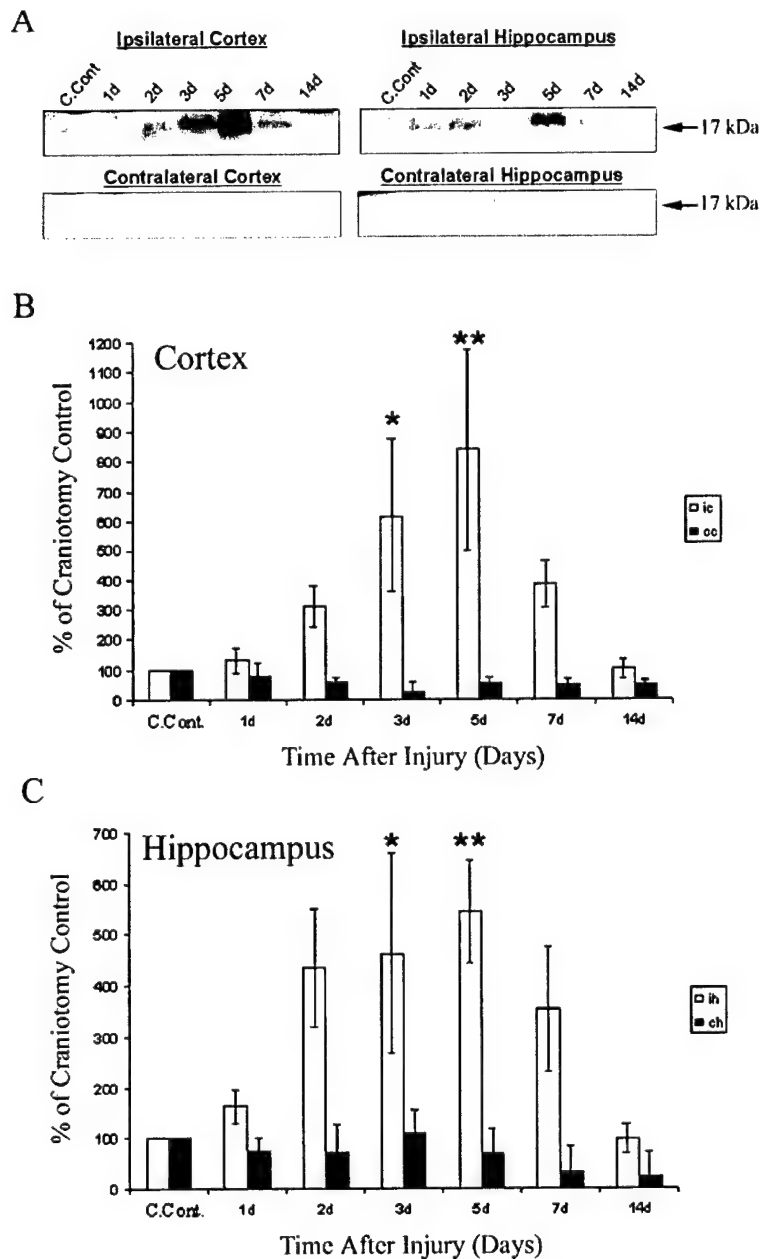 A
Ipsilateral Cortex
Ipsilateral Hippocampus
C.Cont 1d 2d 3d 5d 7d 14d
C.Cont 1d 2d 3d 5d 7d 14d
17 kDa
Contralateral Cortex
Contralateral Hippocampus
17 kDa
B
Cortex
% of Craniotomy Control
1200
1100
1000
900
800
700
600
500
400
300
200
100
0
*
**
ic
cc
C.Cont. 1d 2d 3d 5d 7d 14d
Time After Injury (Days)
C
Hippocampus
% of Craniotomy Control
700
600
500
400
300
200
100
0
*
**
ih
ch
C.Cont. 1d 2d 3d 5d 7d 14d
Time After Injury (Days)